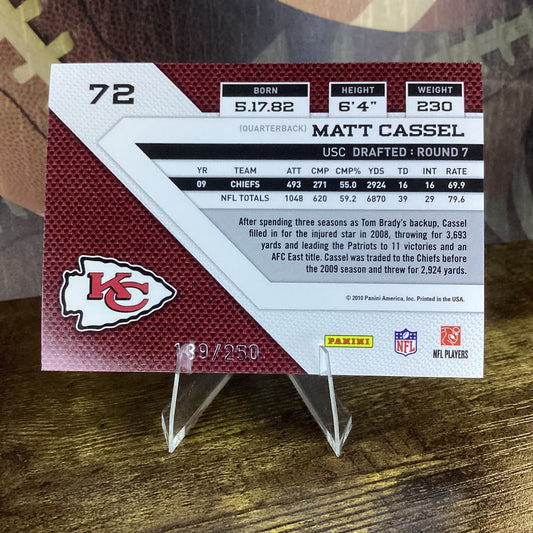 72
BORN HEIGHT WEIGHT
5.17.82 6'4" 230
(QUARTERBACK) MATT CASSEL
USC DRAFTED : ROUND 7
YR TEAM ATT CMP CMP% YDS TD INT RATE
09 CHIEFS 493 271 55.0 2924 16 16 69.9
NFL TOTALS 1048 620 59.2 6870 39 29 79.6
After spending three seasons as Tom Brady's backup, Cassel
filled in for the injured star in 2008, throwing for 3,693
yards and leading the Patriots to 11 victories and an
AFC East title. Cassel was traded to the Chiefs before
the 2009 season and threw for 2,924 yards.
© 2010 Panini America, Inc. Printed in the USA.
KC
139/250
PANINI
NFL
NFL PLAYERS